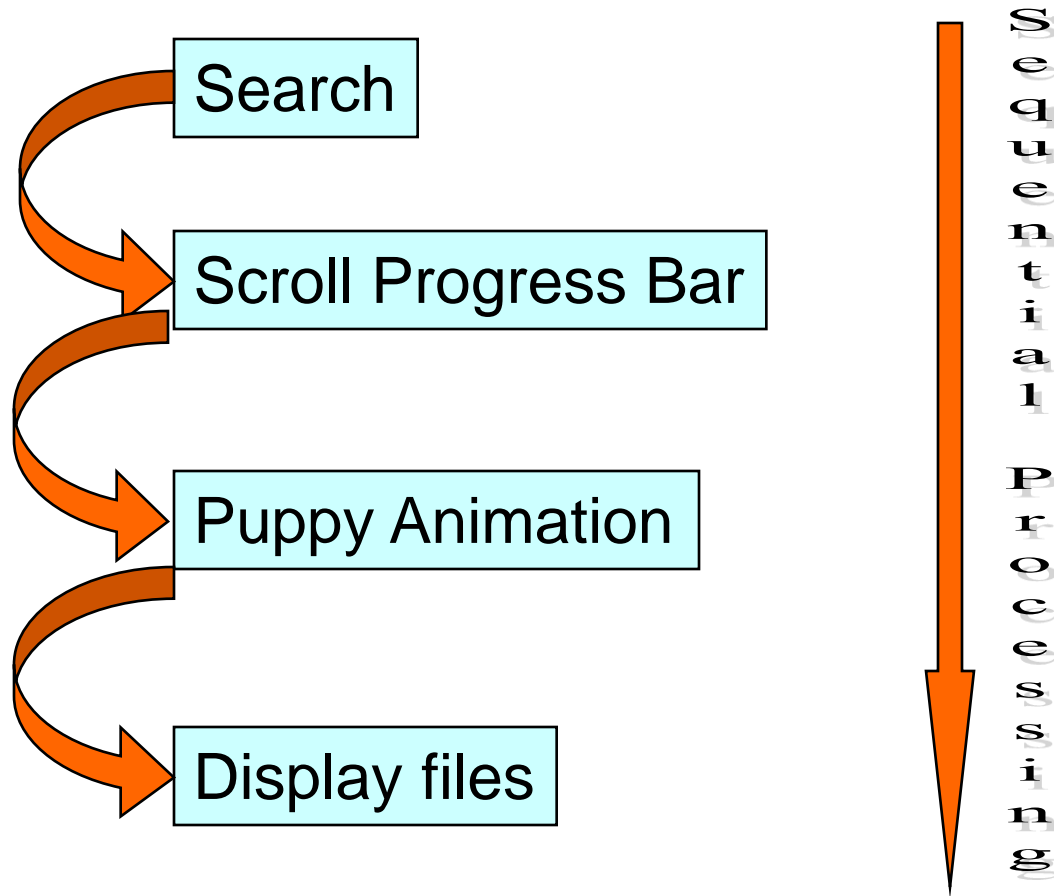 Search
Scroll Progress Bar
Puppy Animation
Display files
Sequential Processing